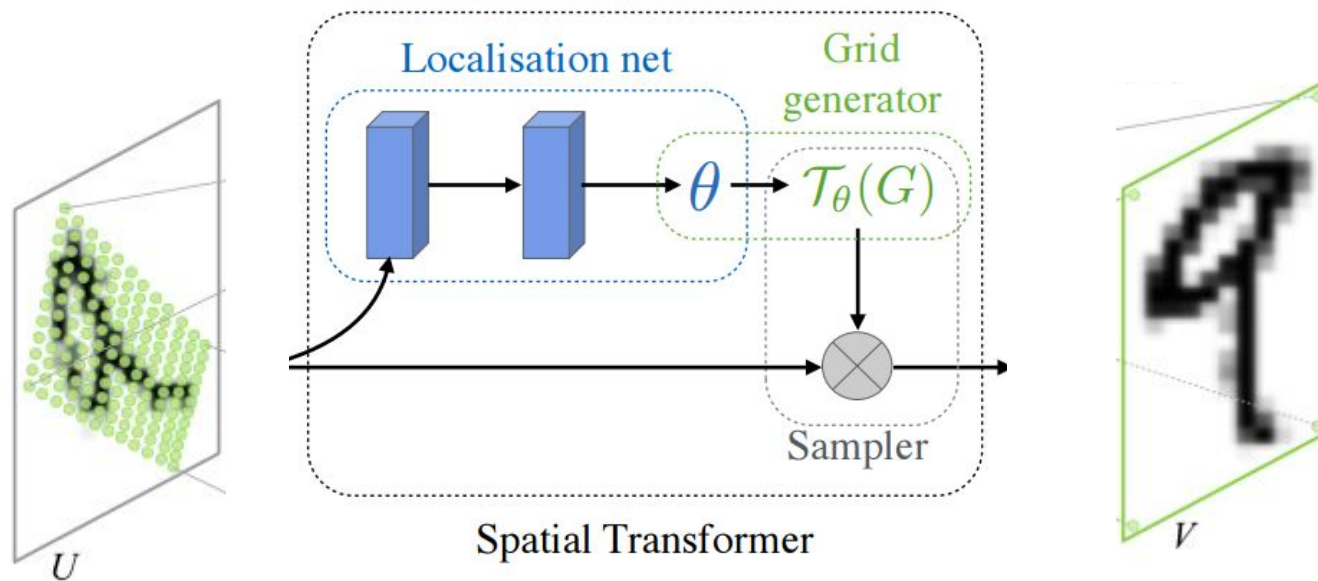 Localisation net
Grid
generator
θ
𝒯θ(G)
Sampler
Spatial Transformer
U
V